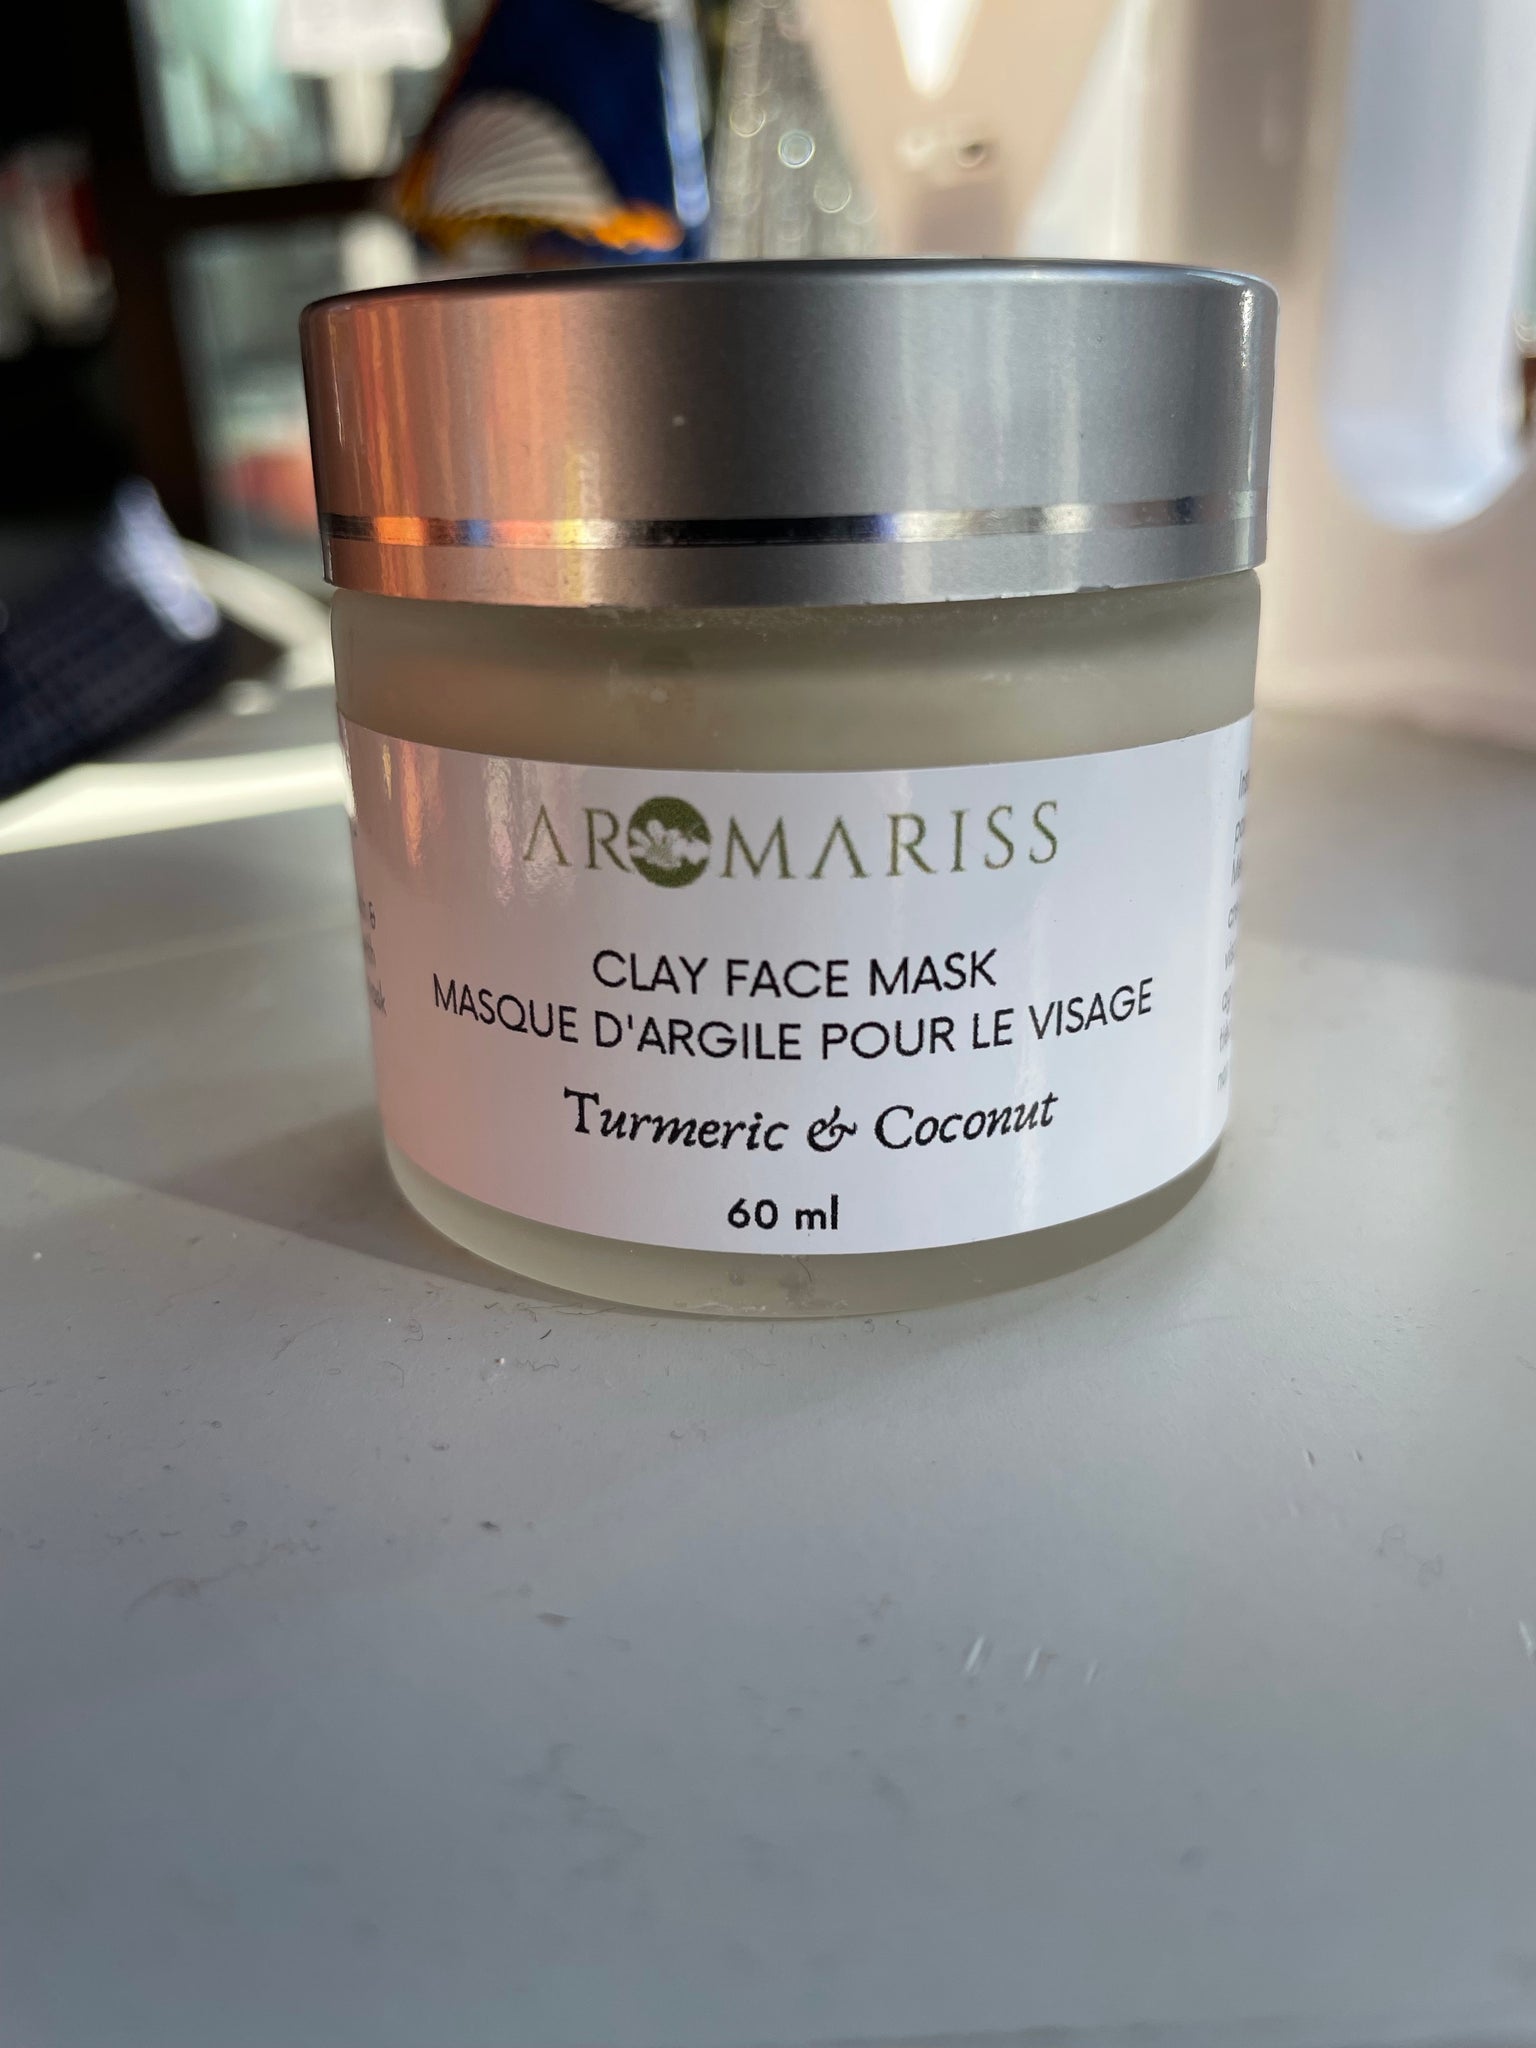 AROMARISS
CLAY FACE MASK
MASQUE D'ARGILE POUR LE VISAGE
Turmeric & Coconut
60 ml